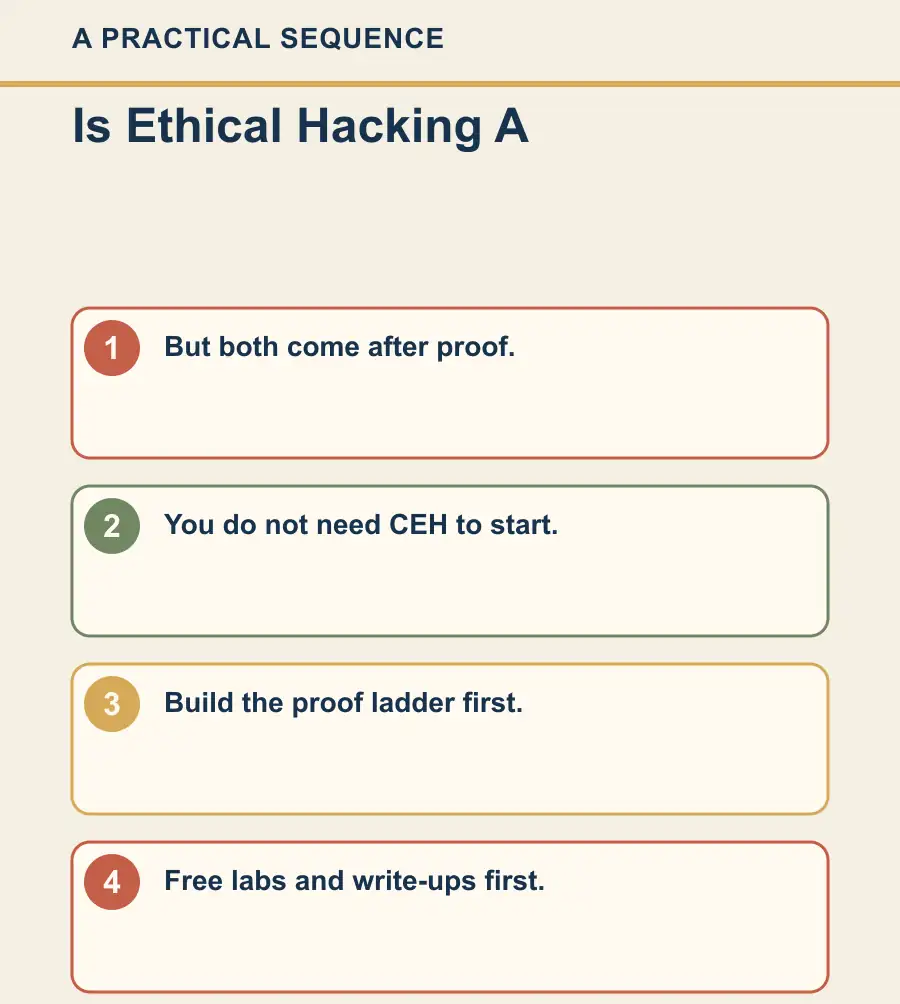 A PRACTICAL SEQUENCE
Is Ethical Hacking A
1 But both come after proof.
2 You do not need CEH to start.
3 Build the proof ladder first.
4 Free labs and write-ups first.